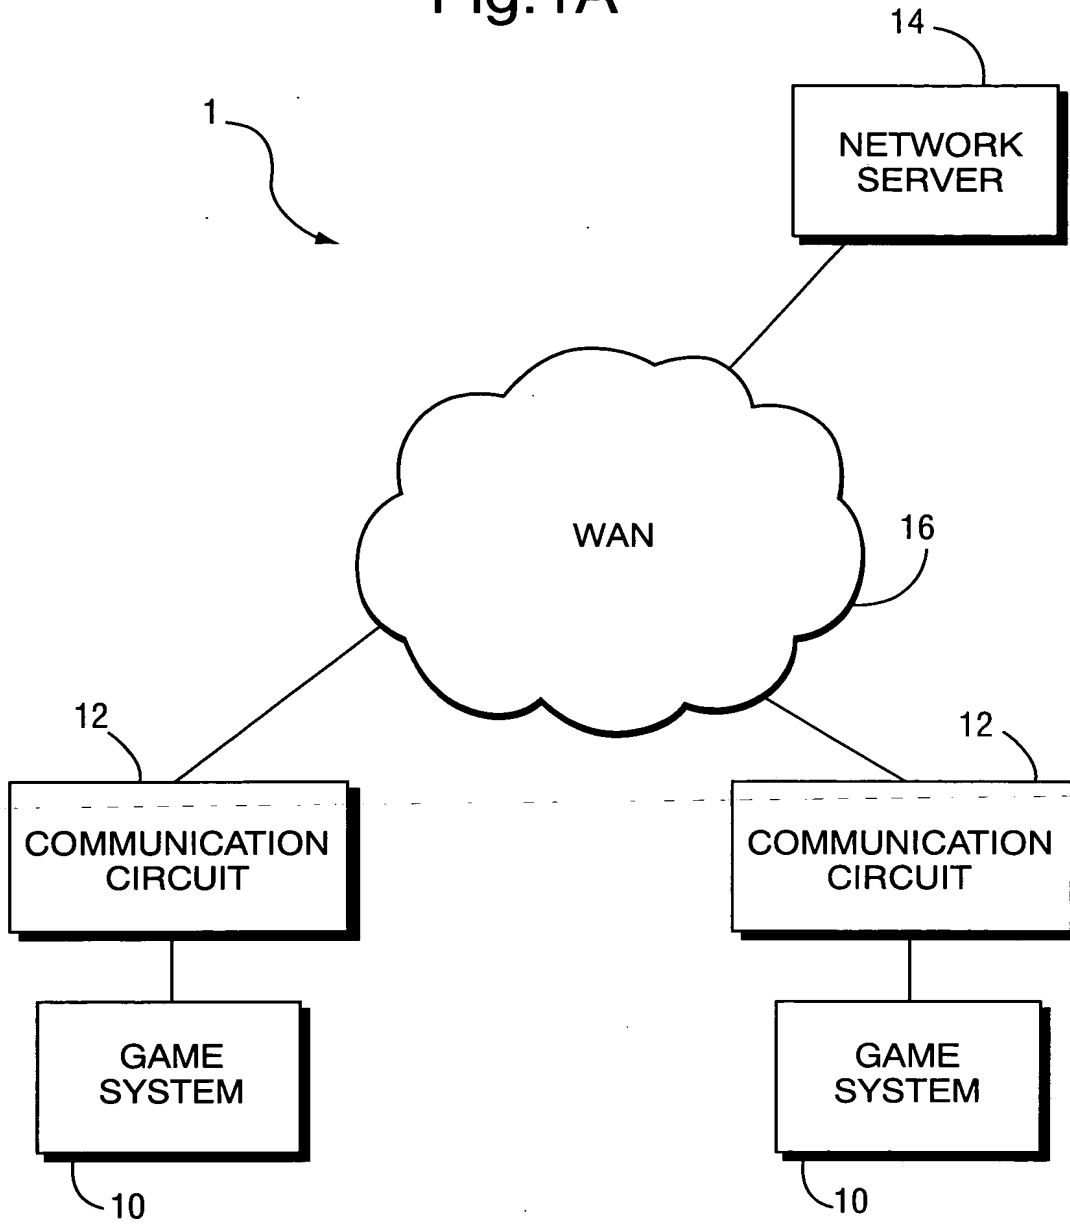 Fig. 1A
14
1
NETWORK
SERVER
WAN
16
12
12
COMMUNICATION
CIRCUIT
COMMUNICATION
CIRCUIT
GAME
SYSTEM
GAME
SYSTEM
10
10